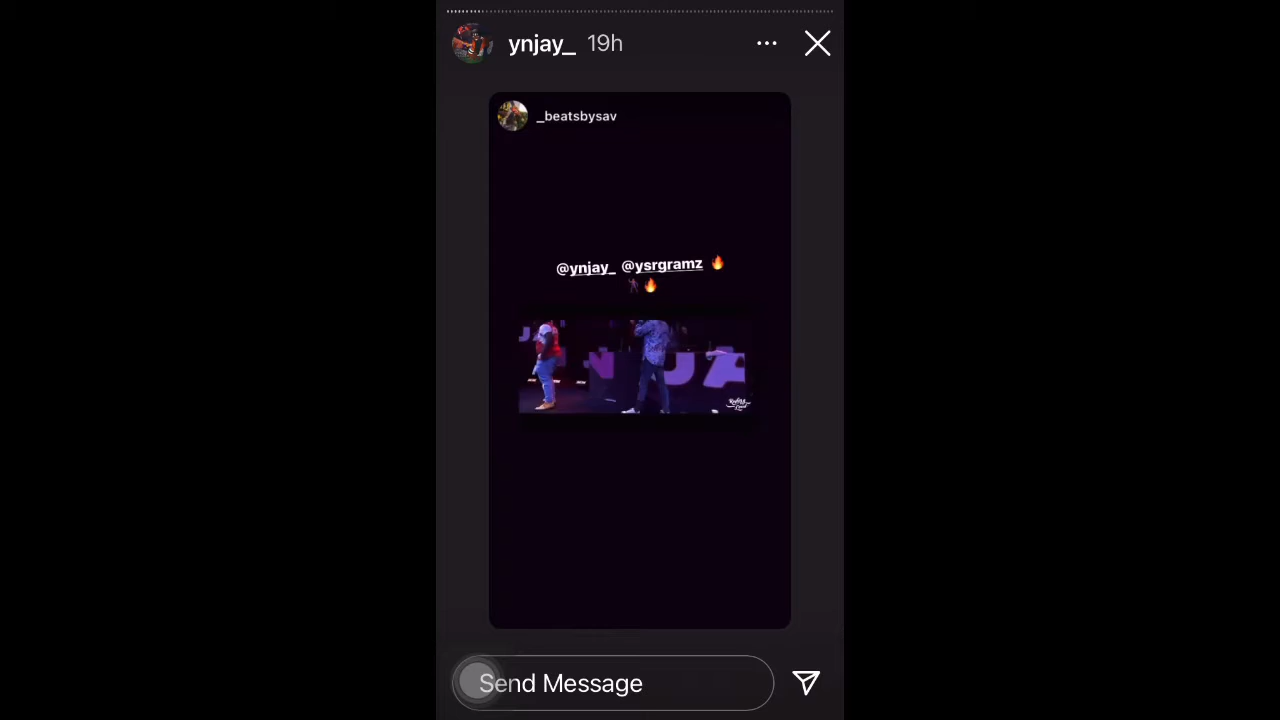 ynjay_ 19h
_beatsbysav
@ynjay_ @ysrgramz 🔥
🕺🏿🔥
Send Message